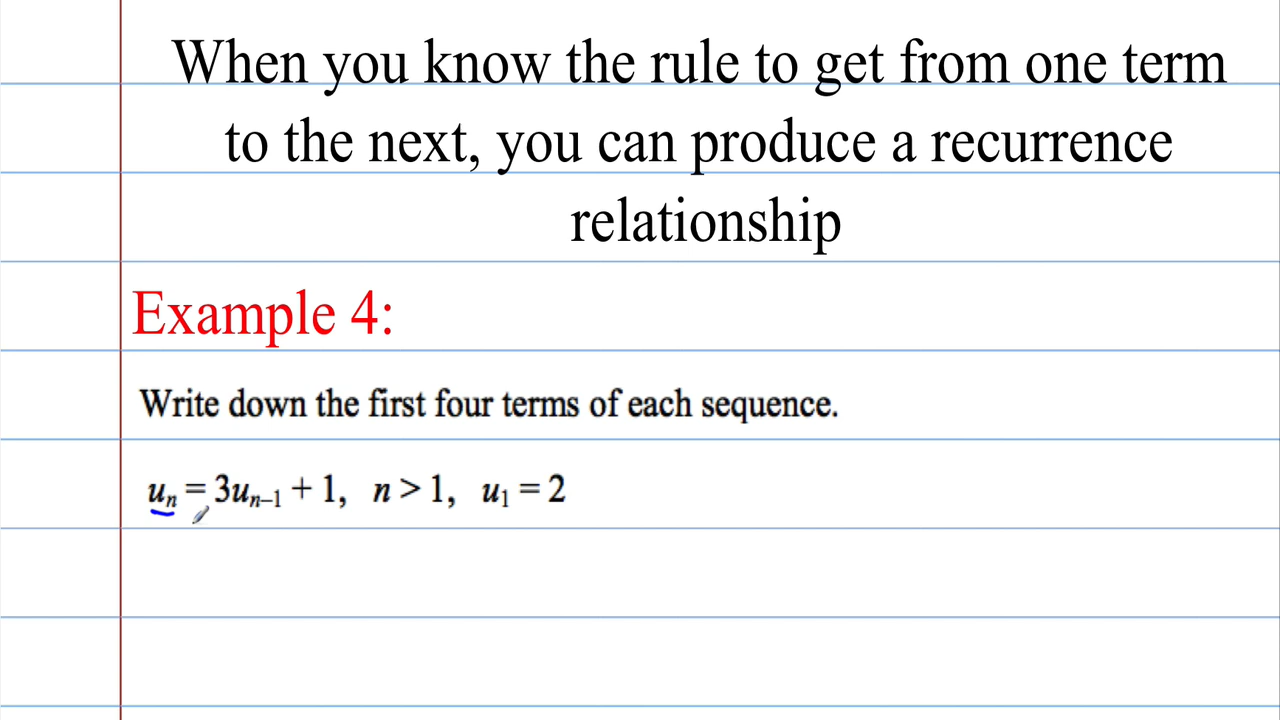 When you know the rule to get from one term
to the next, you can produce a recurrence
relationship
Example 4:
Write down the first four terms of each sequence.
uₙ = 3uₙ₋₁ + 1, n > 1, u₁ = 2